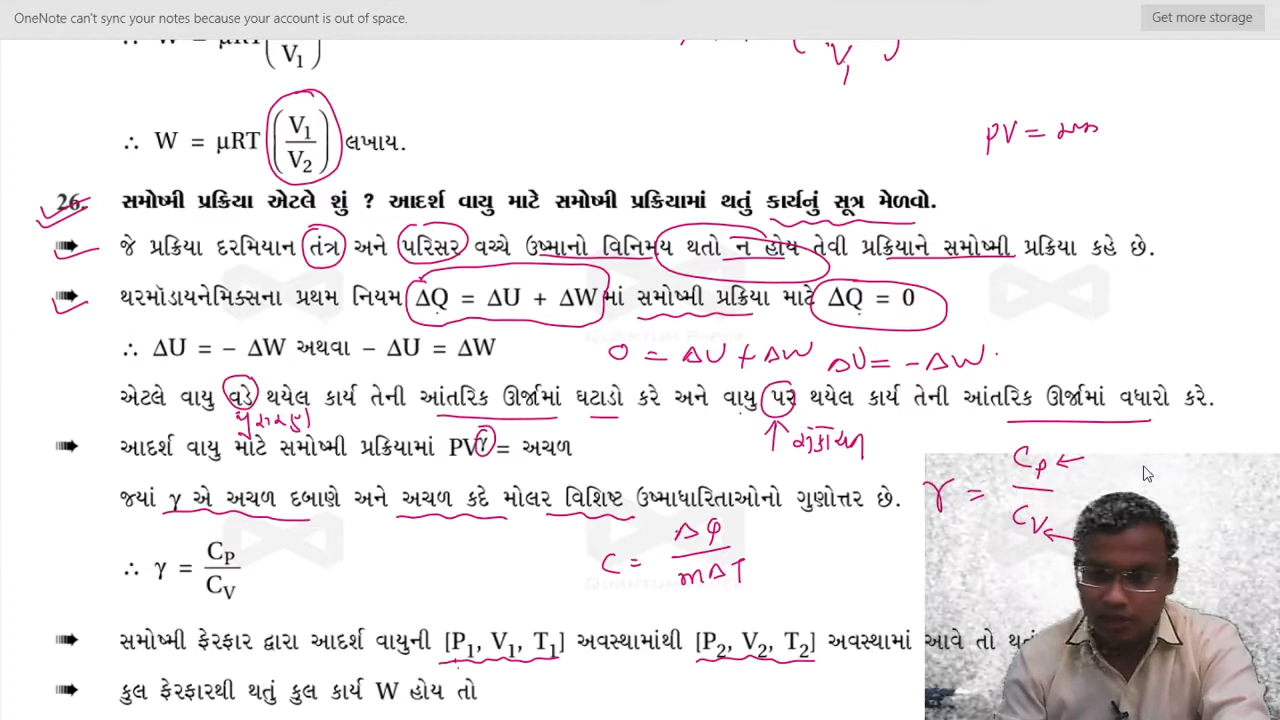 OneNote can't sync your notes because your account is out of space.
Get more storage
∴ W = μRT (V1)
PV = અચળ
∴ W = μRT (V1/V2) લખાય.
26. સમોષ્મી પ્રક્રિયા એટલે શું ? આદર્શ વાયુ માટે સમોષ્મી પ્રક્રિયામાં થતું કાર્યનું સૂત્ર મેળવો.
જે પ્રક્રિયા દરમિયાન તંત્ર અને પરિસર વચ્ચે ઉષ્માનો વિનિમય થતો ન હોય તેવી પ્રક્રિયાને સમોષ્મી પ્રક્રિયા કહે છે.
થરમૉડાયનેમિક્સના પ્રથમ નિયમ ΔQ = ΔU + ΔW માં સમોષ્મી પ્રક્રિયા માટે ΔQ = 0
∴ ΔU = – ΔW અથવા – ΔU = ΔW
0 = ΔU + ΔW ΔU = -ΔW.
એટલે વાયુ વડે થયેલ કાર્ય તેની આંતરિક ઊર્જામાં ઘટાડો કરે અને વાયુ પર થયેલ કાર્ય તેની આંતરિક ઊર્જામાં વધારો કરે.
પ્રસરણ
સંકોચન
આદર્શ વાયુ માટે સમોષ્મી પ્રક્રિયામાં PVγ = અચળ
γ = CP/CV
જયાં γ એ અચળ દબાણે અને અચળ કદે મોલર વિશિષ્ટ ઉષ્માધારિતાઓનો ગુણોત્તર છે.
∴ γ = CP/CV
C = ΔQ/mΔT
સમોષ્મી ફેરફાર દ્વારા આદર્શ વાયુની [P1, V1, T1] અવસ્થામાંથી [P2, V2, T2] અવસ્થામાં આવે તો
કુલ ફેરફારથી થતું કુલ કાર્ય W હોય તો